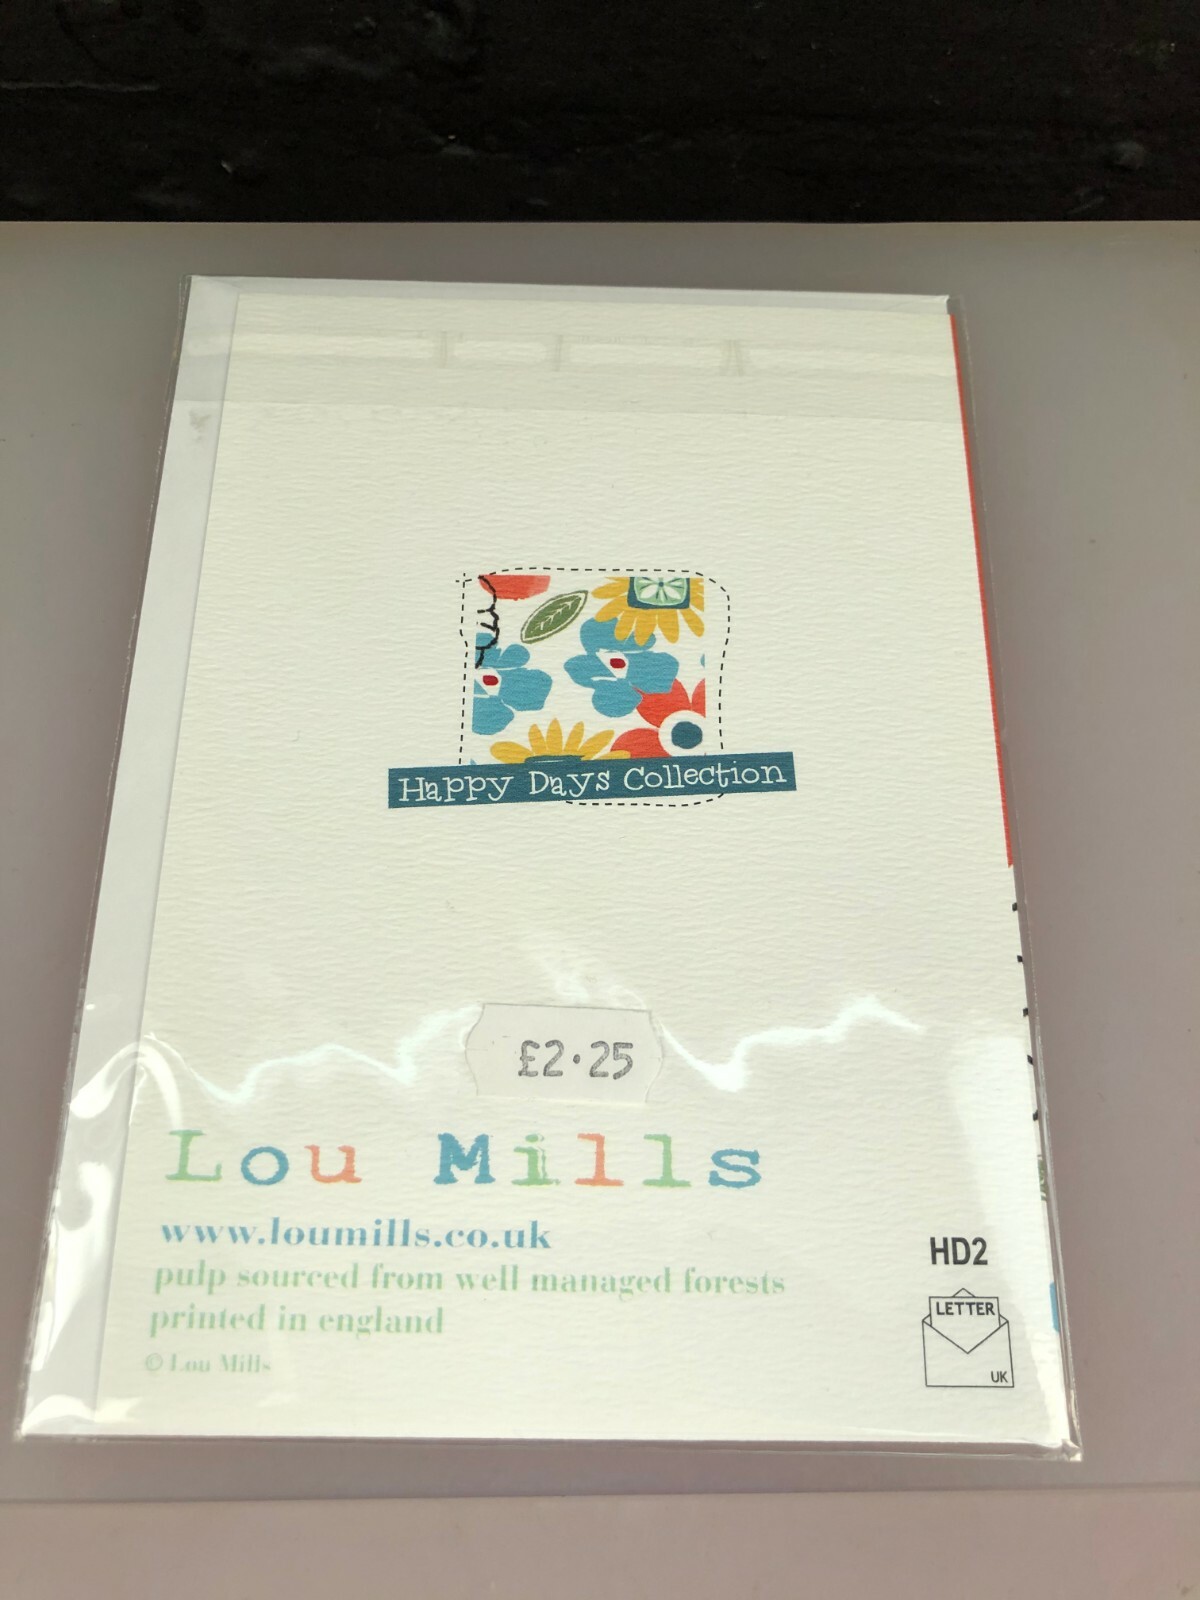 Happy Days Collection
£2.25
Lou Mills
www.loumills.co.uk
pulp sourced from well managed forests
printed in england
© Lou Mills
HD2
LETTER
UK